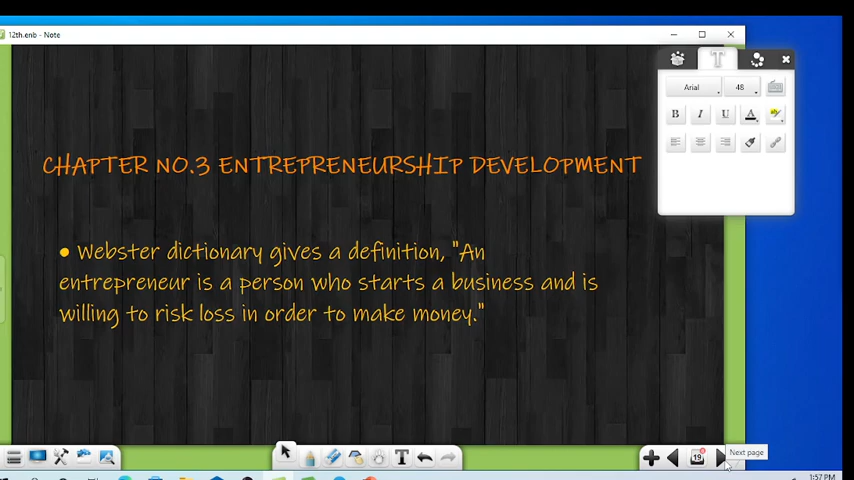 12th.enb - Note
T
Arial 48
B I U A
CHAPTER NO.3 ENTREPRENEURSHIP DEVELOPMENT
• Webster dictionary gives a definition, "An
entrepreneur is a person who starts a business and is
willing to risk loss in order to make money."
T
19
Next page
1:57 PM